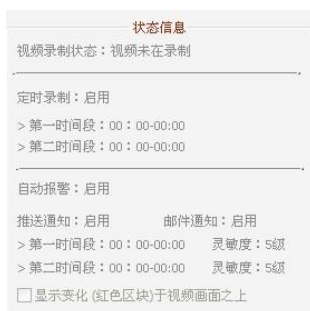 状态信息
视频录制状态：视频未在录制
定时录制：启用
> 第一时间段：00：00-00:00
> 第二时间段：00：00-00:00
自动报警：启用
推送通知：启用 邮件通知：启用
> 第一时间段：00：00-00:00 灵敏度：5级
> 第二时间段：00：00-00:00 灵敏度：5级
显示变化 (红色区块)于视频画面之上